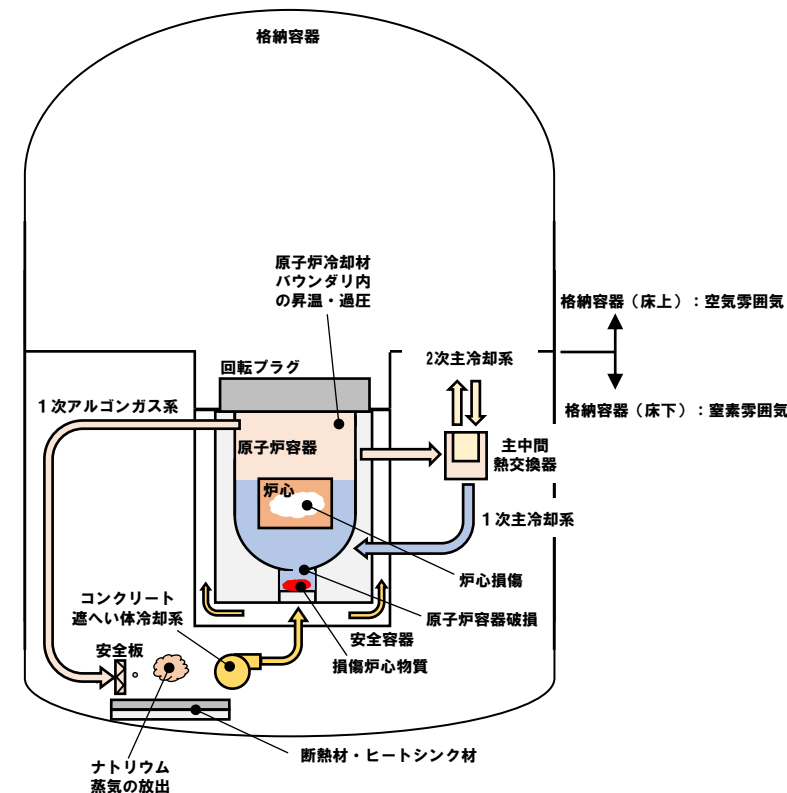 格納容器
原子炉冷却材
バウンダリ内
の昇温・過圧
格納容器(床上):空気雰囲気
2次主冷却系
回転プラグ
1次アルゴンガス系
格納容器(床下):窒素雰囲気
原子炉容器
主中間
熱交換器
炉心
1次主冷却系
炉心損傷
コンクリート
遮へい体冷却系
原子炉容器破損
安全容器
安全板
損傷炉心物質
断熱材・ヒートシンク材
ナトリウム
蒸気の放出